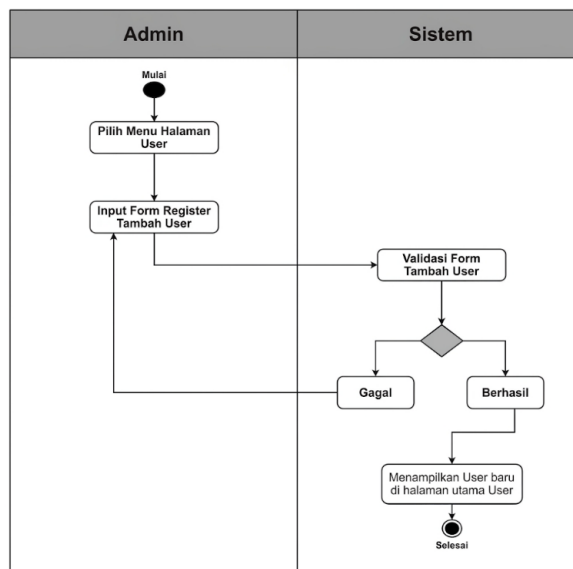 Admin
Sistem
Mulai
Pilih Menu Halaman
User
Input Form Register
Tambah User
Validasi Form
Tambah User
Gagal
Berhasil
Menampilkan User baru
di halaman utama User
Selesai